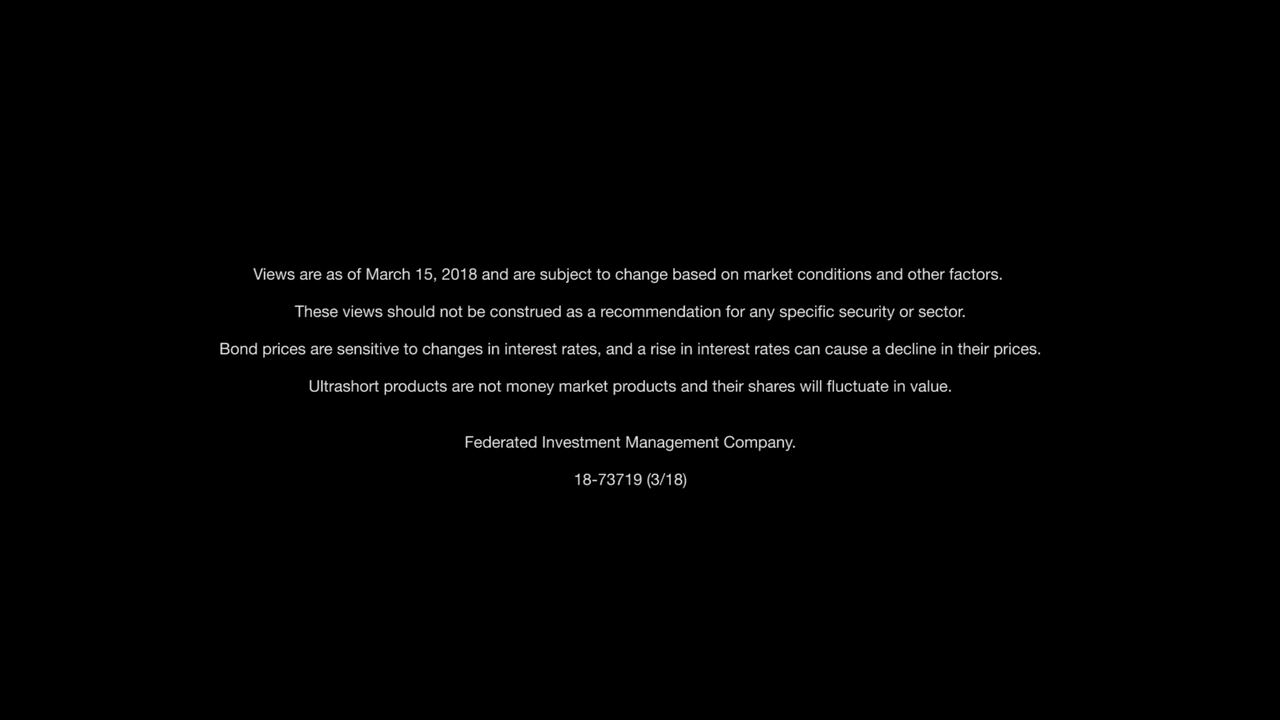 Views are as of March 15, 2018 and are subject to change based on market conditions and other factors.
These views should not be construed as a recommendation for any specific security or sector.
Bond prices are sensitive to changes in interest rates, and a rise in interest rates can cause a decline in their prices.
Ultrashort products are not money market products and their shares will fluctuate in value.
Federated Investment Management Company.
18-73719 (3/18)